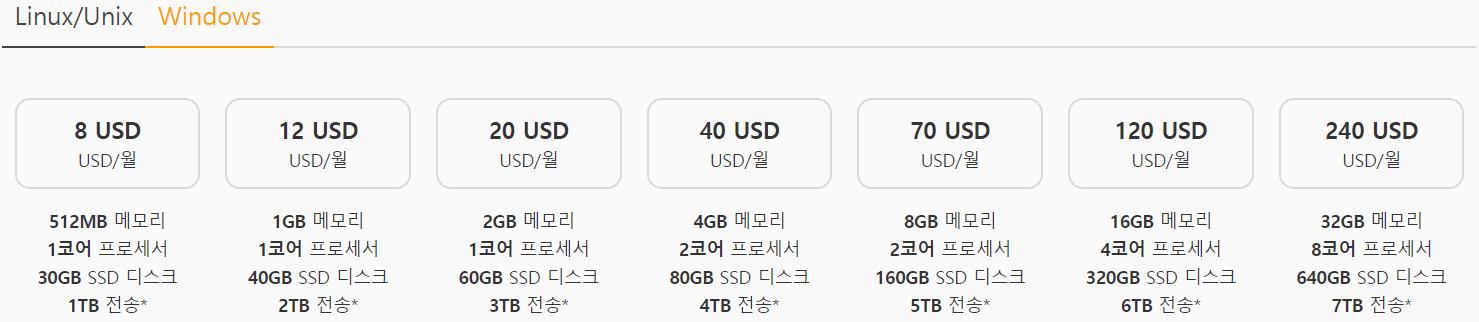 Linux/Unix Windows
8 USD 12 USD 20 USD 40 USD 70 USD 120 USD 240 USD
USD/월 USD/월 USD/월 USD/월 USD/월 USD/월 USD/월
512MB 메모리 1GB 메모리 2GB 메모리 4GB 메모리 8GB 메모리 16GB 메모리 32GB 메모리
1코어 프로세서 1코어 프로세서 1코어 프로세서 2코어 프로세서 2코어 프로세서 4코어 프로세서 8코어 프로세서
30GB SSD 디스크 40GB SSD 디스크 60GB SSD 디스크 80GB SSD 디스크 160GB SSD 디스크 320GB SSD 디스크 640GB SSD 디스크
1TB 전송* 2TB 전송* 3TB 전송* 4TB 전송* 5TB 전송* 6TB 전송* 7TB 전송*